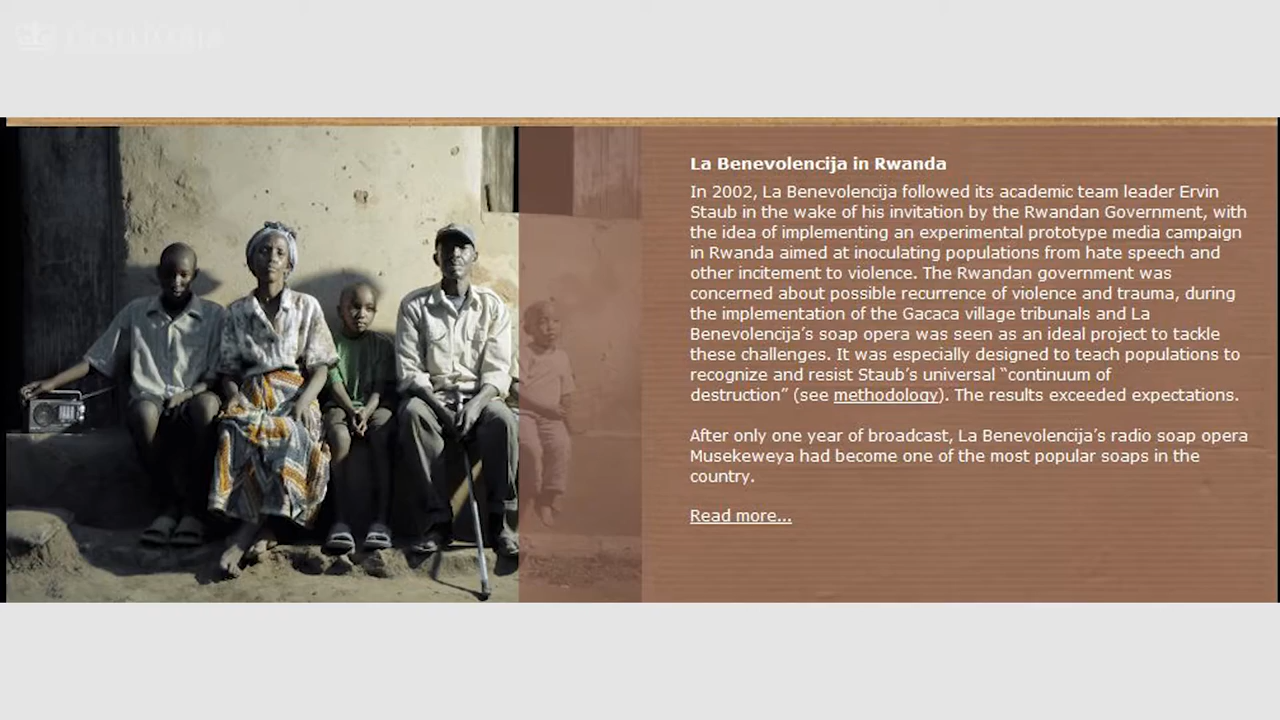 La Benevolencija in Rwanda
In 2002, La Benevolencija followed its academic team leader Ervin
Staub in the wake of his invitation by the Rwandan Government, with
the idea of implementing an experimental prototype media campaign
in Rwanda aimed at inoculating populations from hate speech and
other incitement to violence. The Rwandan government was
concerned about possible recurrence of violence and trauma, during
the implementation of the Gacaca village tribunals and La
Benevolencija´s soap opera was seen as an ideal project to tackle
these challenges. It was especially designed to teach populations to
recognize and resist Staub’s universal “continuum of
destruction” (see methodology). The results exceeded expectations.
After only one year of broadcast, La Benevolencija’s radio soap opera
Musekeweya had become one of the most popular soaps in the
country.
Read more...